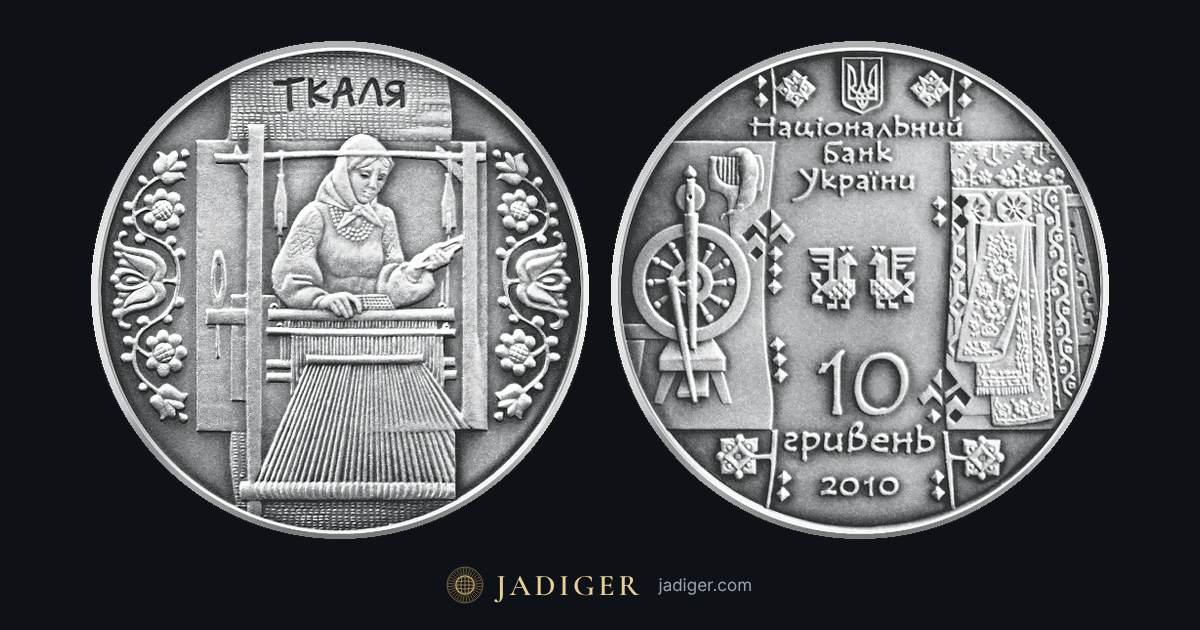 ТКАЛЯ
Національний
Банк
України
10
гривень
2010
JADIGER jadiger.com